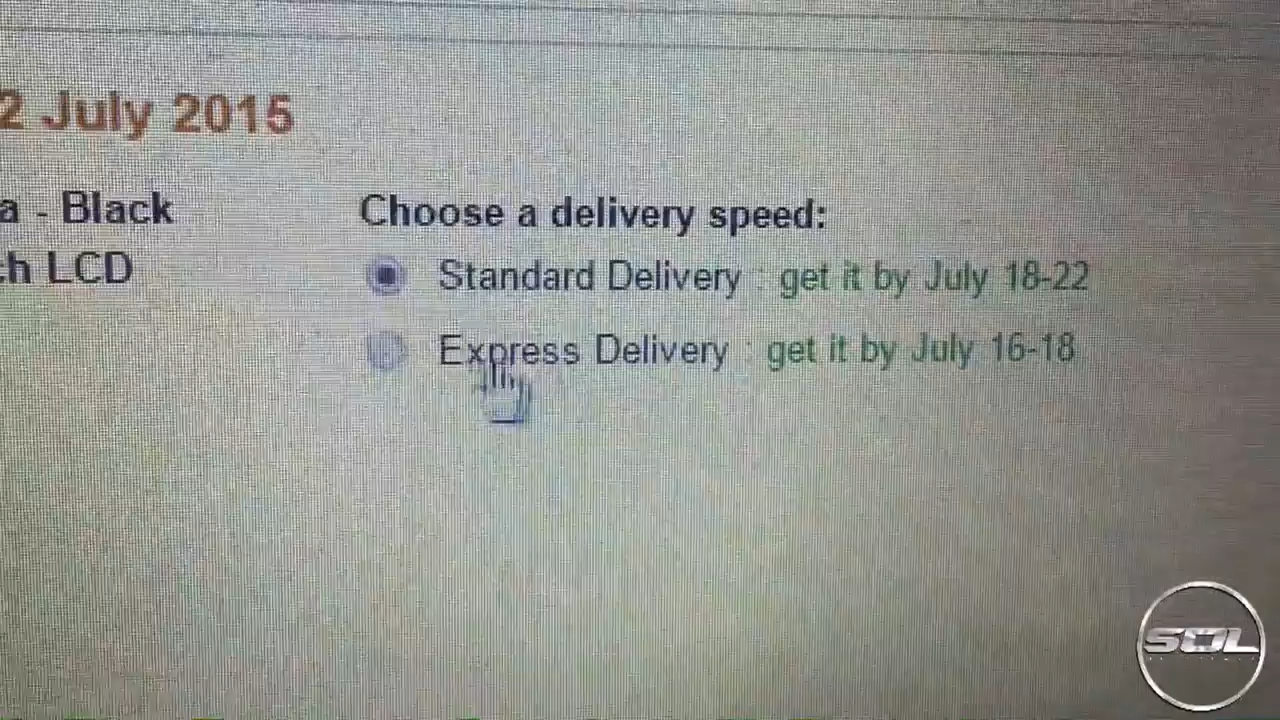 2 July 2015
a - Black
ch LCD
Choose a delivery speed:
Standard Delivery : get it by July 18-22
Express Delivery : get it by July 16-18
SOL